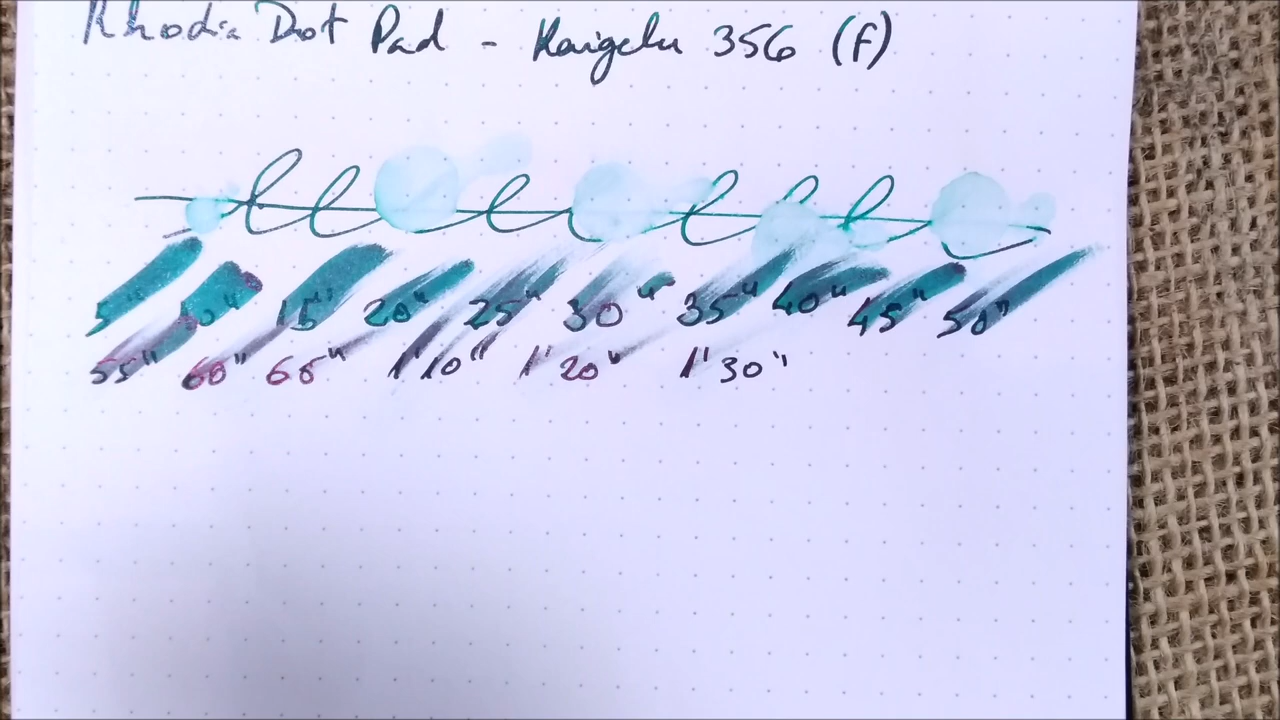 Rhodia Dot Pad - Kaigelu 356 (F)
5" 10" 15" 20" 25" 30" 35" 40" 45" 50"
55" 60" 65" 1'10" 1'20" 1'30"